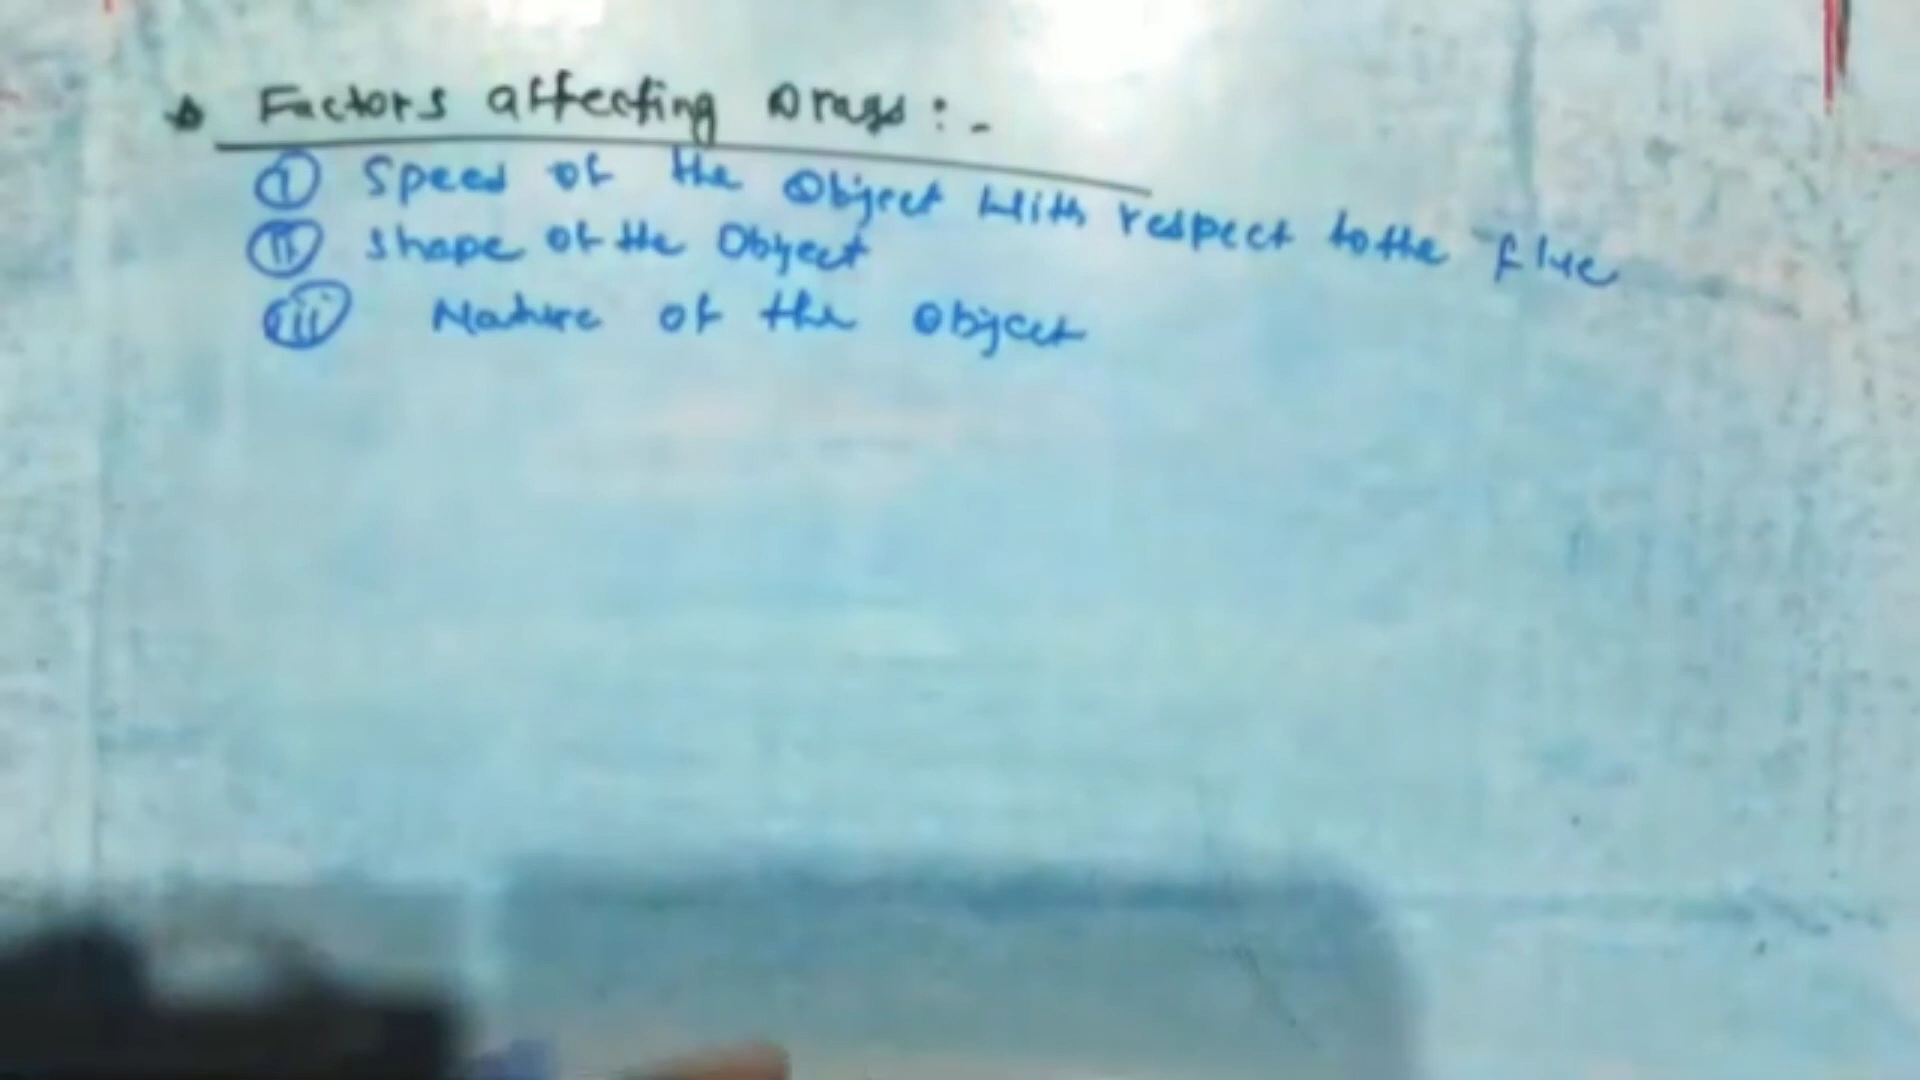 Factors affecting Drags :-
(i) Speed of the Object with respect to the flue
(ii) Shape of the Object
(iii) Nature of the Object